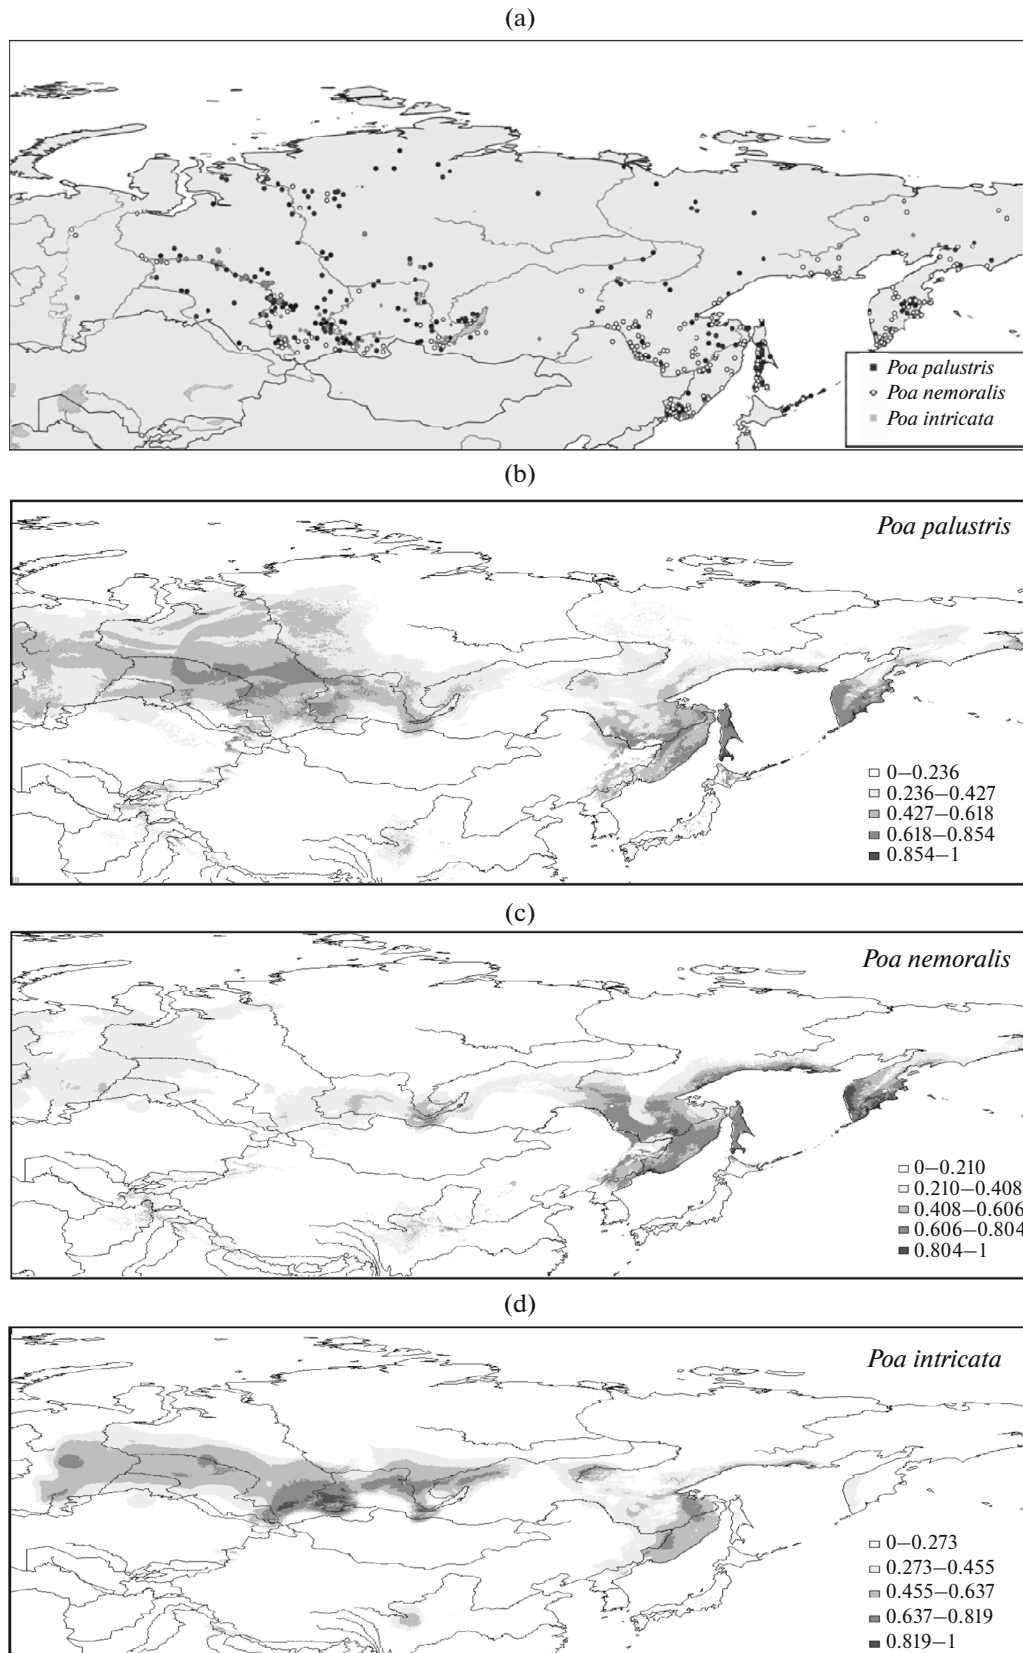 (a)
Poa palustris
Poa nemoralis
Poa intricata
(b)
Poa palustris
0–0.236
0.236–0.427
0.427–0.618
0.618–0.854
0.854–1
(c)
Poa nemoralis
0–0.210
0.210–0.408
0.408–0.606
0.606–0.804
0.804–1
(d)
Poa intricata
0–0.273
0.273–0.455
0.455–0.637
0.637–0.819
0.819–1